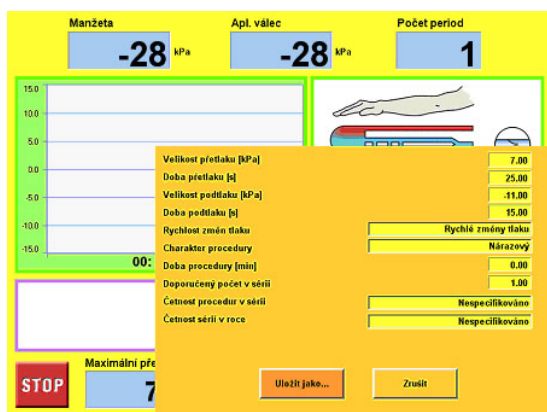 Manžeta Apl. válec Počet period
-28 kPa -28 kPa 1
15.0
10.0
5.0
0.0
-5.0
-10.0
-15.0
00:
Velikost přetlaku [kPa] 7.00
Doba přetlaku [s] 25.00
Velikost podtlaku [kPa] -11.00
Doba podtlaku [s] 15.00
Rychlost změn tlaku Rychlé změny tlaku
Charakter procedury Nárazový
Doba procedury [min] 0.00
Doporučený počet v sérii 1.00
Četnost procedur v sérii Nespecifikováno
Četnost sérií v roce Nespecifikováno
Uložit jako... Zrušit
Maximální pře
STOP 7